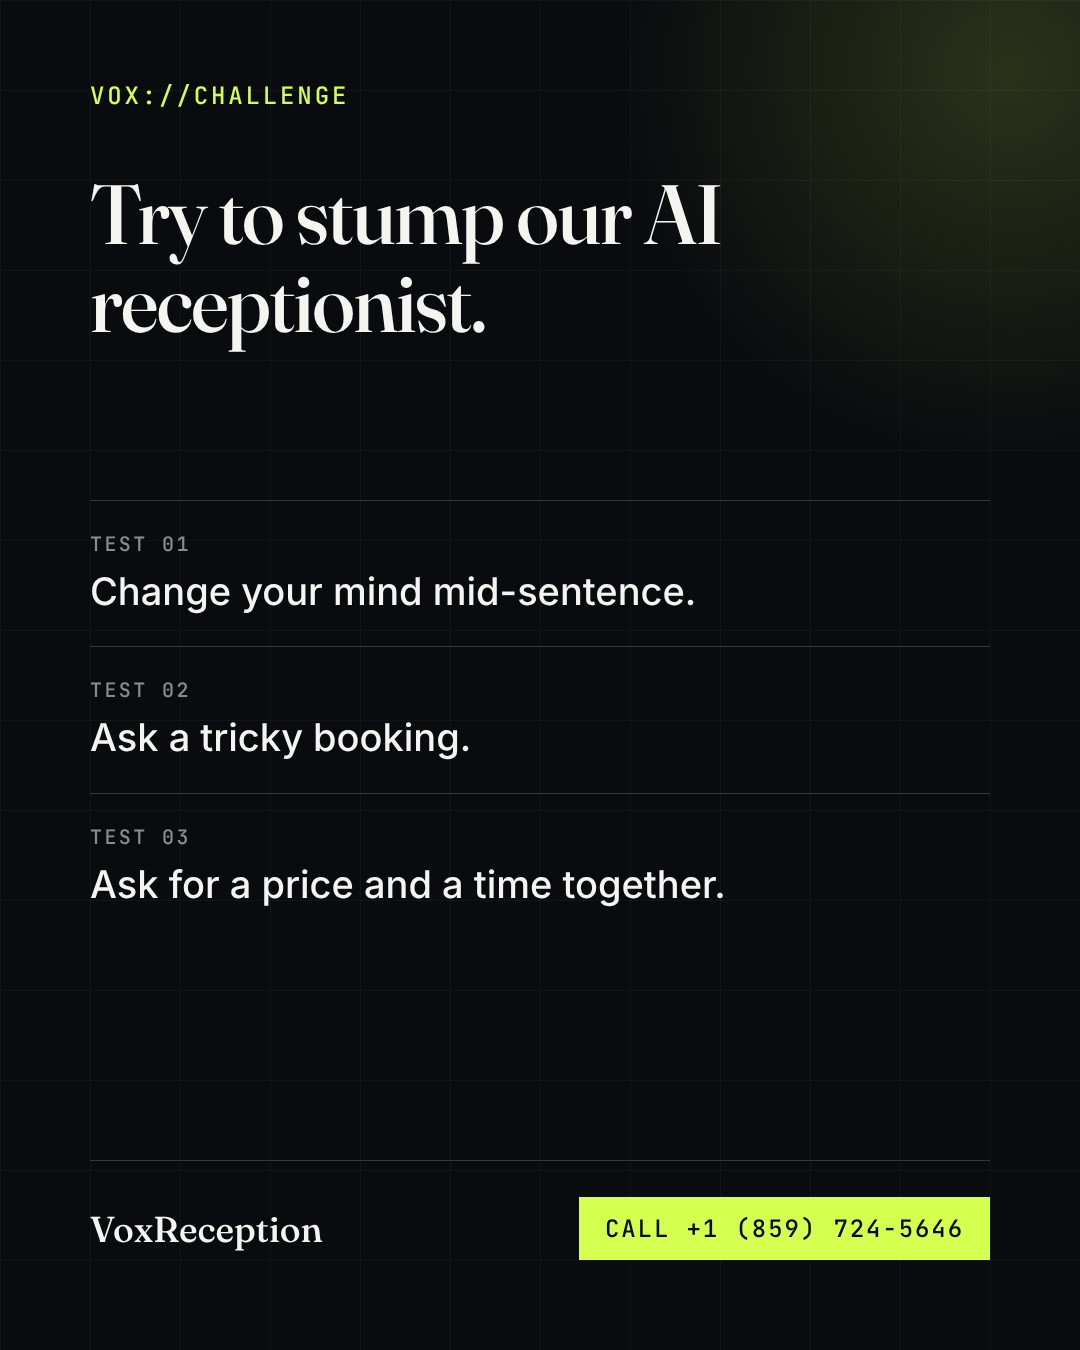 VOX://CHALLENGE
Try to stump our AI
receptionist.
TEST 01
Change your mind mid-sentence.
TEST 02
Ask a tricky booking.
TEST 03
Ask for a price and a time together.
VoxReception
CALL +1 (859) 724-5646